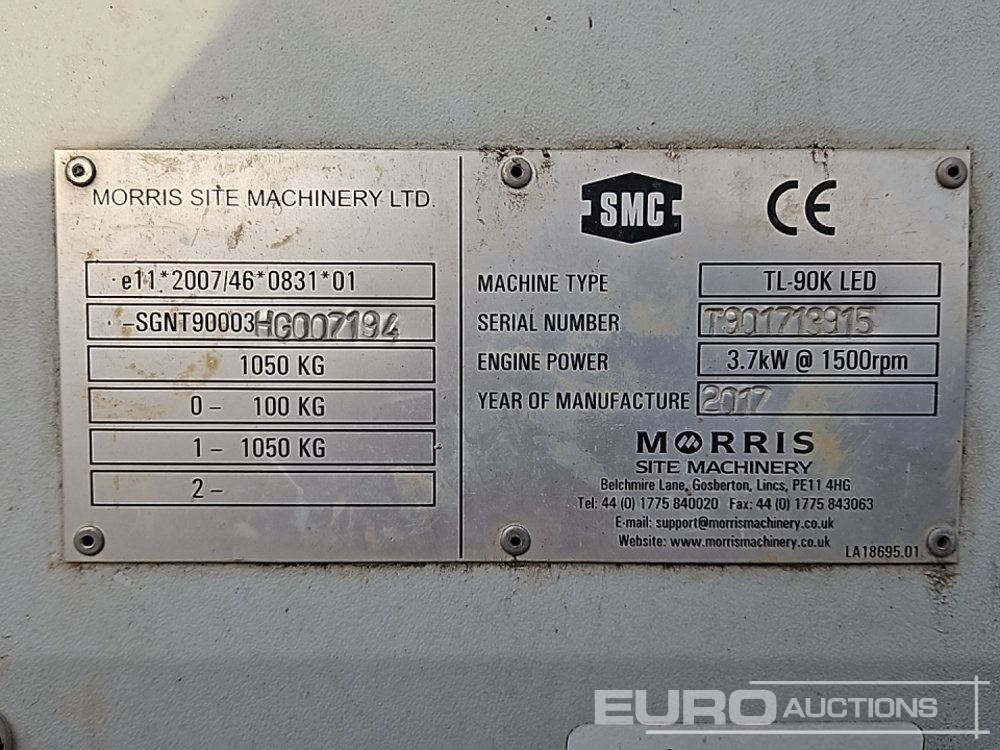 MORRIS SITE MACHINERY LTD.
e11*2007/46*0831*01
-SGNT90003HG007194
1050 KG
0- 100 KG
1- 1050 KG
2-
SMC CE
MACHINE TYPE TL-90K LED
SERIAL NUMBER T901713915
ENGINE POWER 3.7kW @ 1500rpm
YEAR OF MANUFACTURE 2017
MORRIS
SITE MACHINERY
Belchmire Lane, Gosberton, Lincs, PE11 4HG
Tel: 44 (0) 1775 840020 Fax: 44 (0) 1775 843063
E-mail: support@morrismachinery.co.uk
Website: www.morrismachinery.co.uk
LA18695.01
EURO AUCTIONS